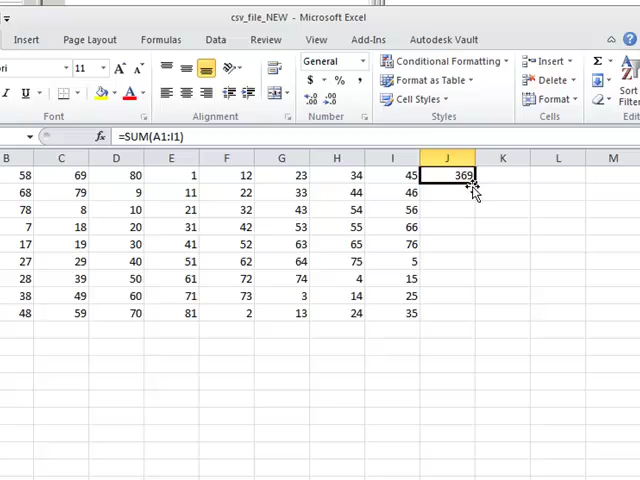 csv_file_NEW - Microsoft Excel
Insert Page Layout Formulas Data Review View Add-Ins Autodesk Vault
11 A A General Conditional Formatting Insert Σ
$ % , Format as Table Delete
B I U A .0 .00 .00 .0 Cell Styles Format Sort
Font Alignment Number Styles Cells
fx =SUM(A1:I1)
B C D E F G H I J K L M
58 69 80 1 12 23 34 45 369
68 79 9 11 22 33 44 46
78 8 10 21 32 43 54 56
7 18 20 31 42 53 55 66
17 19 30 41 52 63 65 76
27 29 40 51 62 64 75 5
28 39 50 61 72 74 4 15
38 49 60 71 73 3 14 25
48 59 70 81 2 13 24 35